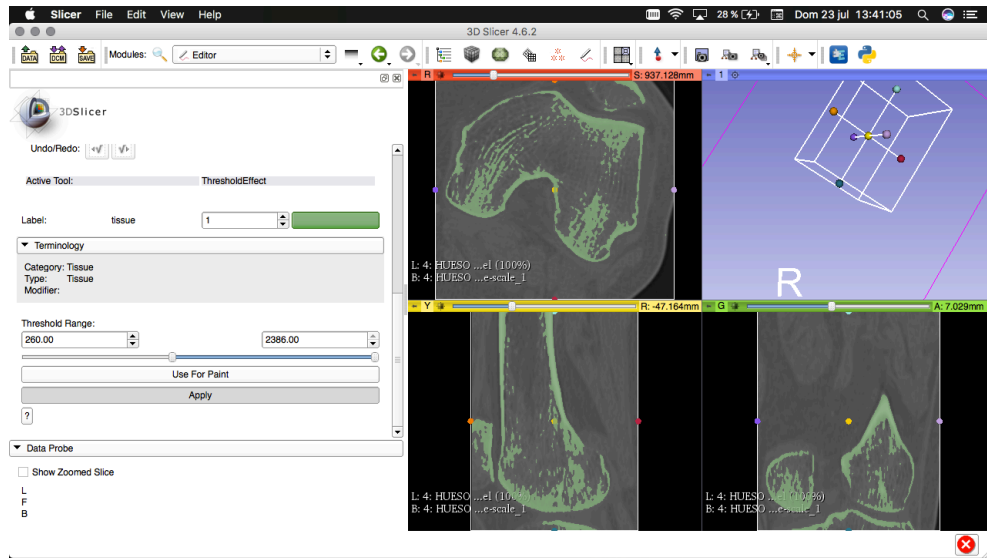 Slicer File Edit View Help 28 % Dom 23 jul 13:41:05
3D Slicer 4.6.2
DATA DCM SAVE Modules: Editor
3DSlicer
Undo/Redo:
Active Tool: ThresholdEffect
Label: tissue 1
Terminology
Category: Tissue
Type: Tissue
Modifier:
Threshold Range:
260.00 2386.00
Use For Paint
Apply
?
Data Probe
Show Zoomed Slice
L
F
B
R S: 937.128mm
L: 4: HUESO ...el (100%)
B: 4: HUESO ...e-scale_1
1
R
Y R: -47.164mm
L: 4: HUESO ...el (100%)
B: 4: HUESO ...e-scale_1
G A: 7.029mm
L: 4: HUESO ...el (100%)
B: 4: HUESO ...e-scale_1